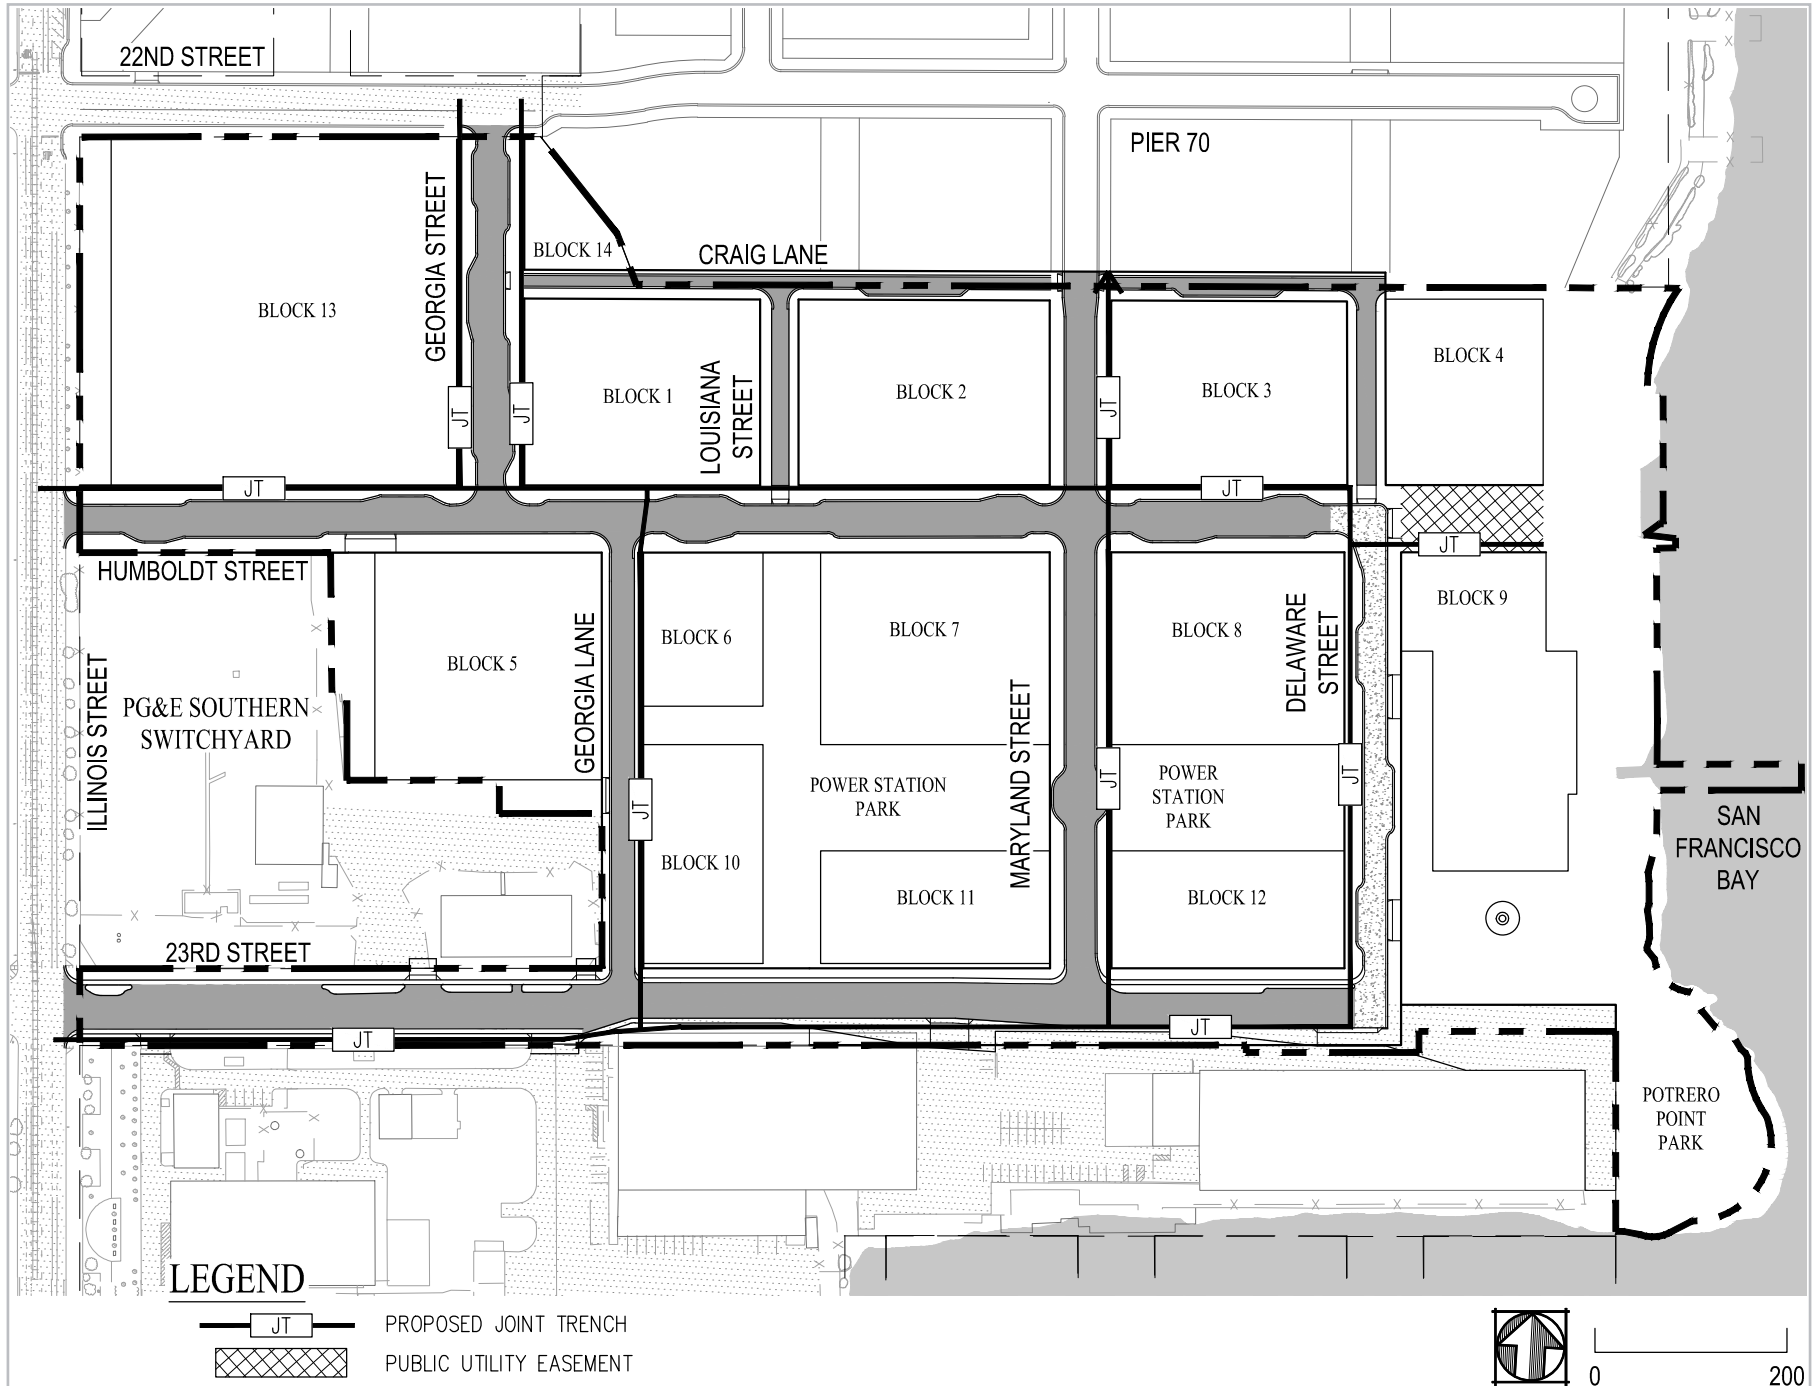 22ND STREET
PIER 70
GEORGIA STREET
BLOCK 14
CRAIG LANE
BLOCK 13
BLOCK 1
LOUISIANA
STREET
BLOCK 2
BLOCK 3
BLOCK 4
JT
JT
JT
JT
JT
JT
HUMBOLDT STREET
BLOCK 5
GEORGIA LANE
BLOCK 6
BLOCK 7
BLOCK 8
DELAWARE
STREET
BLOCK 9
ILLINOIS STREET
PG&E SOUTHERN
SWITCHYARD
MARYLAND STREET
JT
JT
JT
POWER STATION
PARK
POWER
STATION
PARK
SAN
FRANCISCO
BAY
BLOCK 10
BLOCK 11
BLOCK 12
23RD STREET
JT
JT
POTRERO
POINT
PARK
LEGEND
JT
PROPOSED JOINT TRENCH
PUBLIC UTILITY EASEMENT
0
200